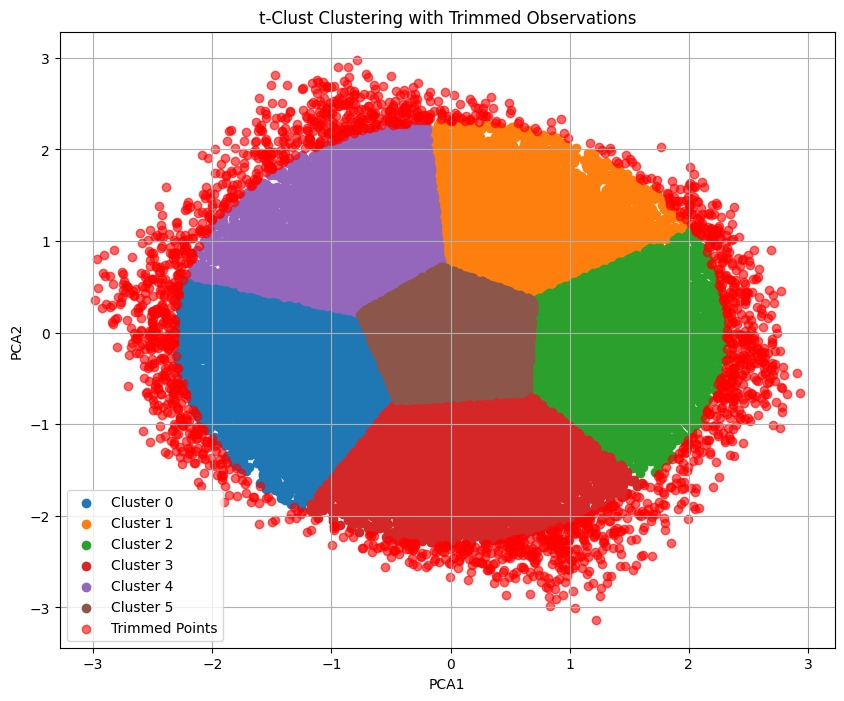 t-Clust Clustering with Trimmed Observations
3
2
1
0
−1
−2
−3
PCA2
Cluster 0
Cluster 1
Cluster 2
Cluster 3
Cluster 4
Cluster 5
Trimmed Points
−3
−2
−1
0
1
2
3
PCA1